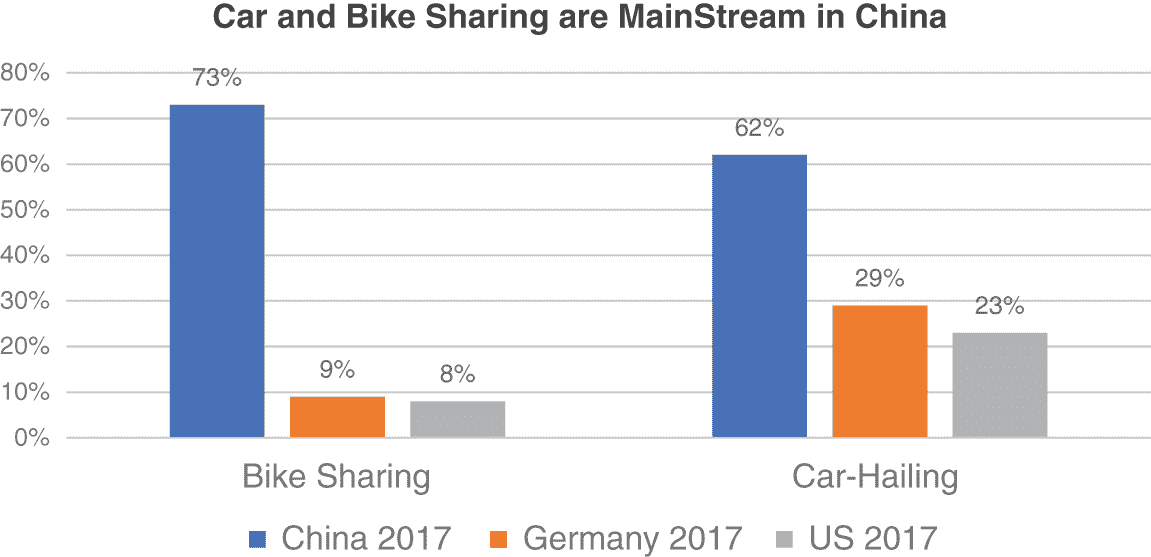 Car and Bike Sharing are MainStream in China
80%
70%
60%
50%
40%
30%
20%
10%
0%
73%
9%
8%
62%
29%
23%
Bike Sharing
Car-Hailing
China 2017
Germany 2017
US 2017